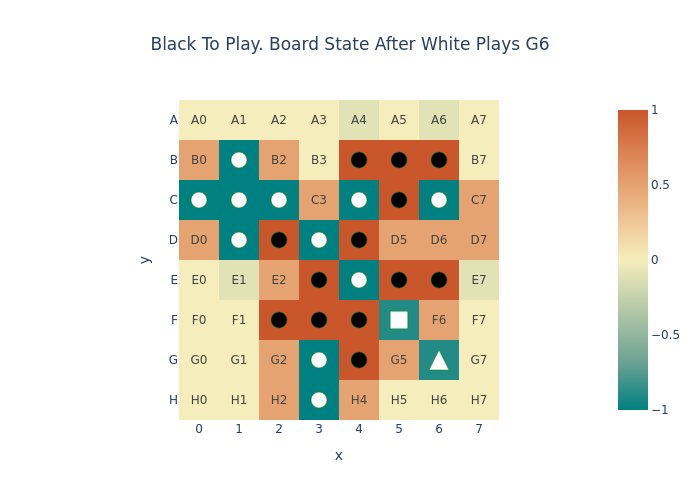 Black To Play. Board State After White Plays G6
A A0 A1 A2 A3 A4 A5 A6 A7
B B0 B2 B3 B7
C C3 C7
D D0 D5 D6 D7
E E0 E1 E2 E7
F F0 F1 F6 F7
G G0 G1 G2 G5 G7
H H0 H1 H2 H4 H5 H6 H7
0 1 2 3 4 5 6 7
x
y
1
0.5
0
−0.5
−1